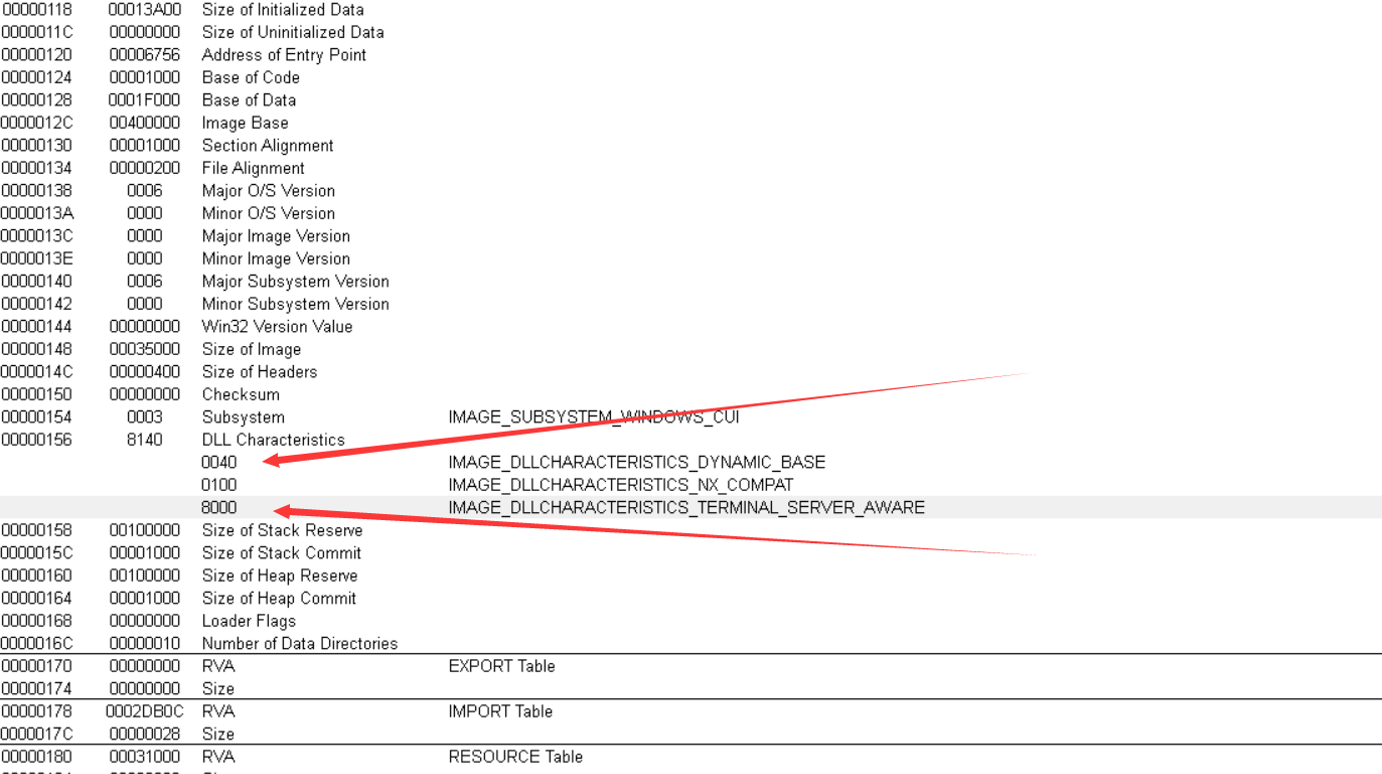 00000118 00013A00 Size of Initialized Data
0000011C 00000000 Size of Uninitialized Data
00000120 00006756 Address of Entry Point
00000124 00001000 Base of Code
00000128 0001F000 Base of Data
0000012C 00400000 Image Base
00000130 00001000 Section Alignment
00000134 00000200 File Alignment
00000138 0006 Major O/S Version
0000013A 0000 Minor O/S Version
0000013C 0000 Major Image Version
0000013E 0000 Minor Image Version
00000140 0006 Major Subsystem Version
00000142 0000 Minor Subsystem Version
00000144 00000000 Win32 Version Value
00000148 00035000 Size of Image
0000014C 00000400 Size of Headers
00000150 00000000 Checksum
00000154 0003 Subsystem IMAGE_SUBSYSTEM_WINDOWS_CUI
00000156 8140 DLL Characteristics
0040 IMAGE_DLLCHARACTERISTICS_DYNAMIC_BASE
0100 IMAGE_DLLCHARACTERISTICS_NX_COMPAT
8000 IMAGE_DLLCHARACTERISTICS_TERMINAL_SERVER_AWARE
00000158 00100000 Size of Stack Reserve
0000015C 00001000 Size of Stack Commit
00000160 00100000 Size of Heap Reserve
00000164 00001000 Size of Heap Commit
00000168 00000000 Loader Flags
0000016C 00000010 Number of Data Directories
00000170 00000000 RVA EXPORT Table
00000174 00000000 Size
00000178 0002DB0C RVA IMPORT Table
0000017C 00000028 Size
00000180 00031000 RVA RESOURCE Table